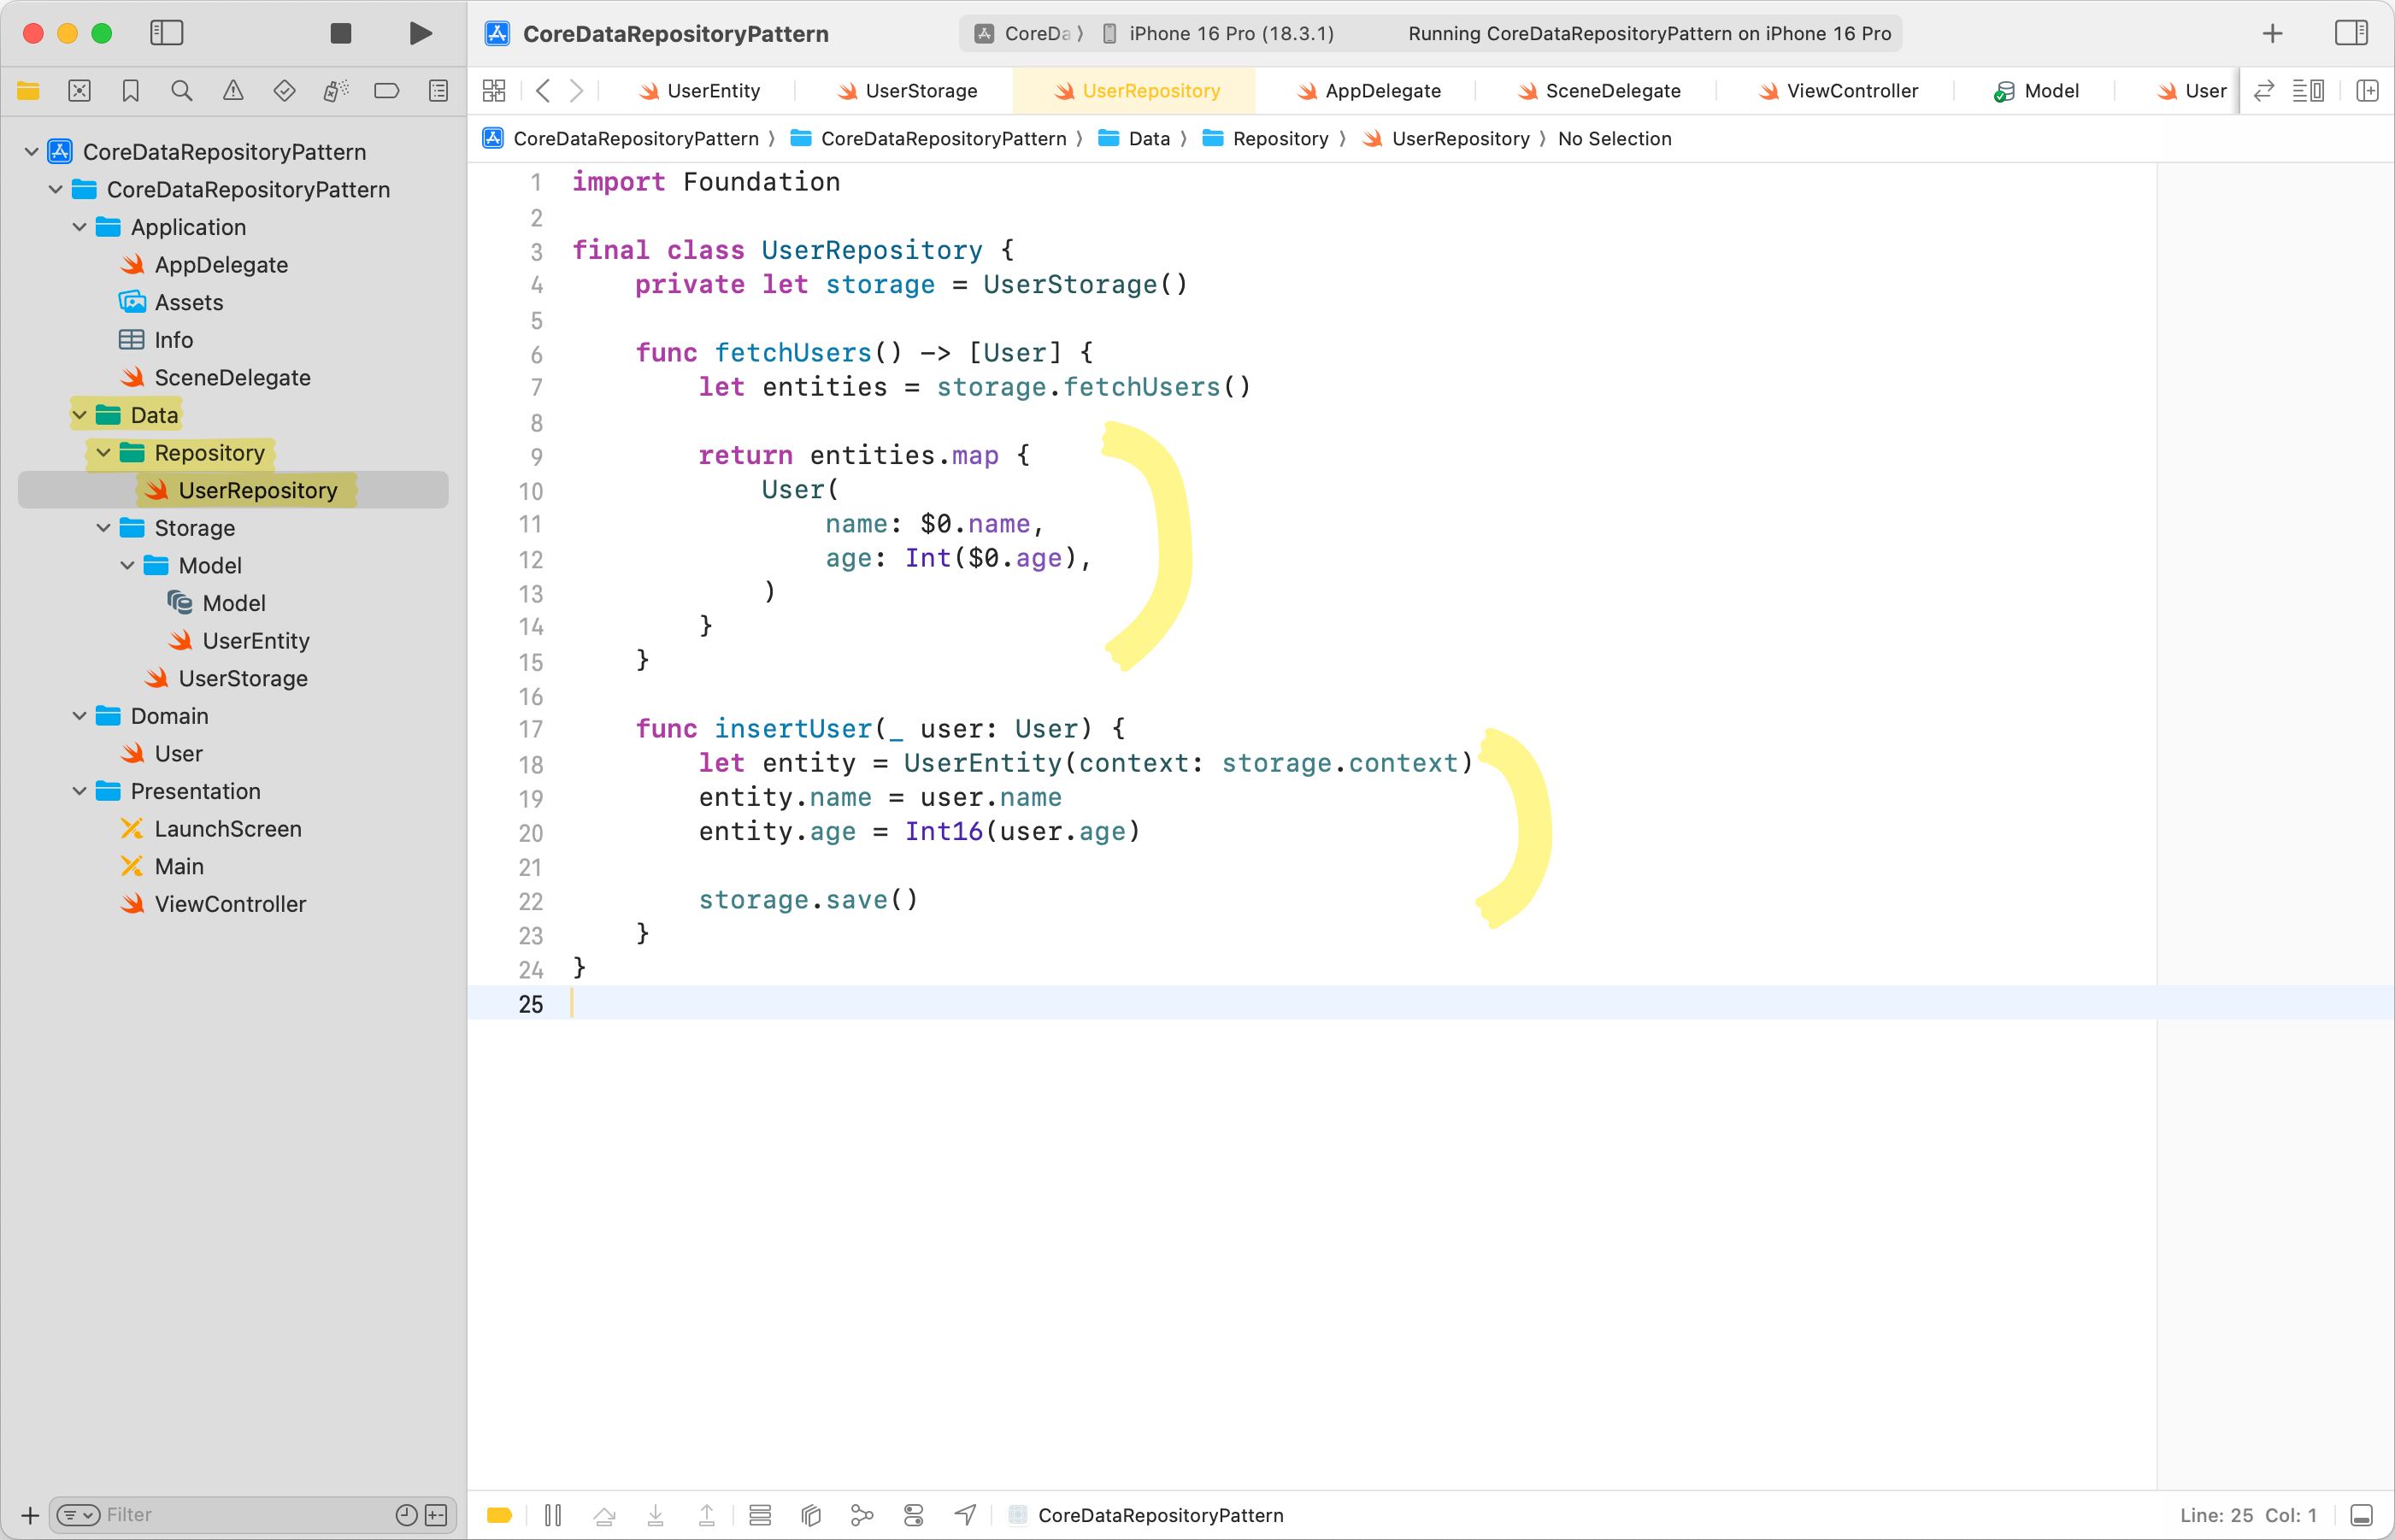 CoreDataRepositoryPattern
CoreDa
iPhone 16 Pro (18.3.1)
Running CoreDataRepositoryPattern on iPhone 16 Pro
UserEntity
UserStorage
UserRepository
AppDelegate
SceneDelegate
ViewController
Model
User
CoreDataRepositoryPattern 〉 CoreDataRepositoryPattern 〉 Data 〉 Repository 〉 UserRepository 〉 No Selection
CoreDataRepositoryPattern
CoreDataRepositoryPattern
Application
AppDelegate
Assets
Info
SceneDelegate
Data
Repository
UserRepository
Storage
Model
Model
UserEntity
UserStorage
Domain
User
Presentation
LaunchScreen
Main
ViewController
Filter
1 import Foundation
2
3 final class UserRepository {
4 private let storage = UserStorage()
5
6 func fetchUsers() -> [User] {
7 let entities = storage.fetchUsers()
8
9 return entities.map {
10 User(
11 name: $0.name,
12 age: Int($0.age),
13 )
14 }
15 }
16
17 func insertUser(_ user: User) {
18 let entity = UserEntity(context: storage.context)
19 entity.name = user.name
20 entity.age = Int16(user.age)
21
22 storage.save()
23 }
24 }
25
CoreDataRepositoryPattern
Line: 25 Col: 1